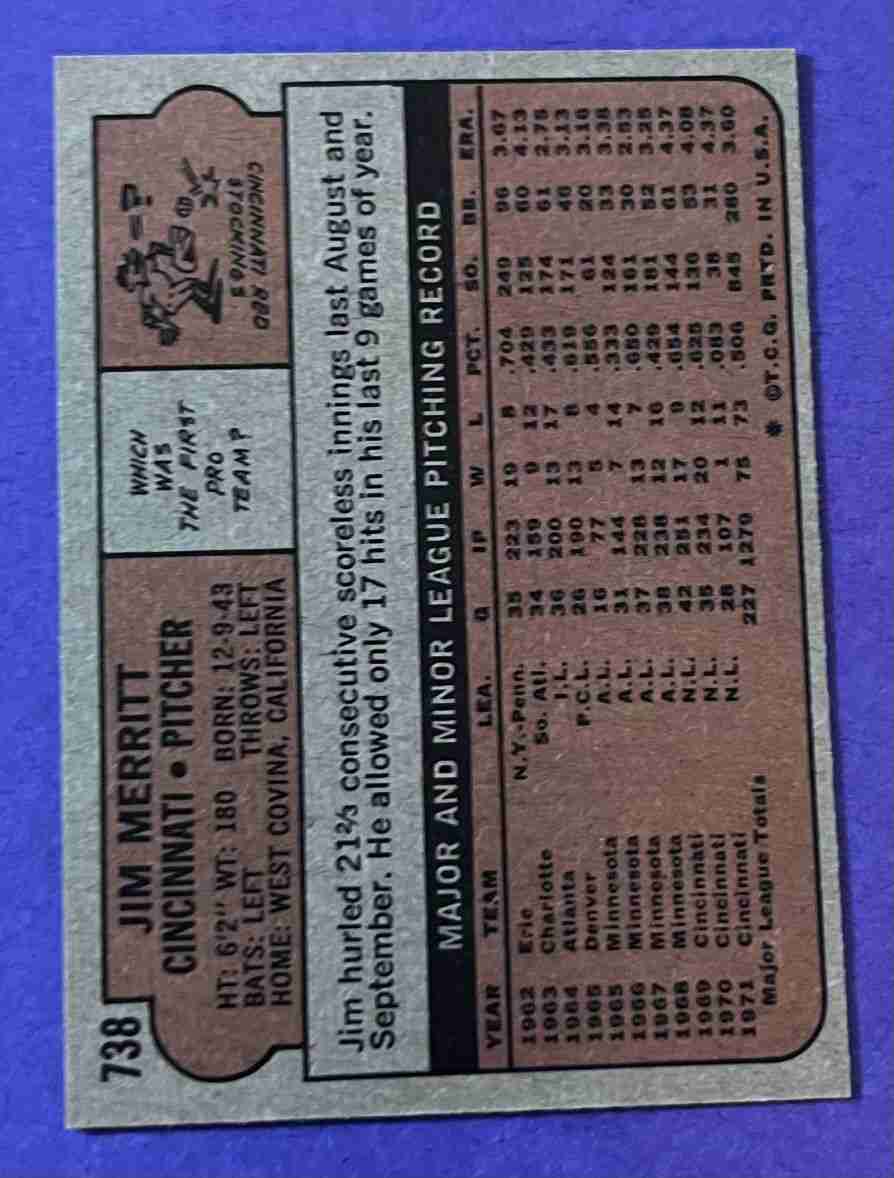 738
JIM MERRITT
CINCINNATI • PITCHER
HT: 6'2" WT: 180 BORN: 12-9-43
BATS: LEFT THROWS: LEFT
HOME: WEST COVINA, CALIFORNIA
WHICH
WAS
THE FIRST
PRO
TEAM?
=?
CINCINNATI RED
STOCKINGS
Jim hurled 21⅔ consecutive scoreless innings last August and
September. He allowed only 17 hits in his last 9 games of year.
MAJOR AND MINOR LEAGUE PITCHING RECORD
YEAR TEAM LEA. G IP W L PCT. SO. BB. ERA.
1962 Erie N.Y.-Penn. 35 223 19 8 .704 249 96 3.67
1963 Charlotte So. Atl. 34 159 9 12 .429 125 60 4.13
1964 Atlanta I.L. 36 200 13 17 .433 174 61 2.75
1965 Denver P.C.L. 26 190 13 8 .619 171 46 3.13
1965 Minnesota A.L. 16 77 5 4 .556 61 20 3.16
1966 Minnesota A.L. 31 144 7 14 .333 124 33 3.38
1967 Minnesota A.L. 37 228 13 7 .650 161 30 2.53
1968 Minnesota A.L. 38 238 12 16 .429 181 52 3.25
1969 Cincinnati N.L. 42 251 17 9 .654 144 61 4.37
1970 Cincinnati N.L. 35 234 20 12 .625 136 53 4.08
1971 Cincinnati N.L. 28 107 1 11 .083 38 31 4.37
Major League Totals 227 1279 75 73 .506 845 280 3.60
* ©T.C.G. PRTD. IN U.S.A.